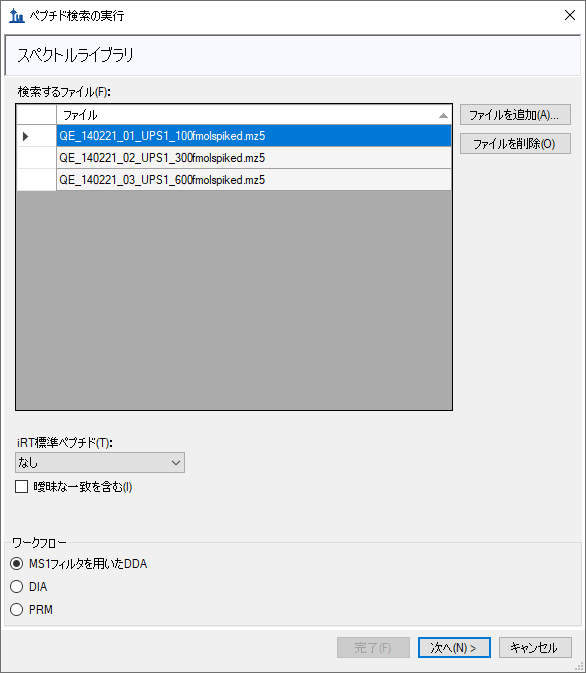 ペプチド検索の実行
スペクトルライブラリ
検索するファイル(F):
ファイル
QE_140221_01_UPS1_100fmolspiked.mz5
QE_140221_02_UPS1_300fmolspiked.mz5
QE_140221_03_UPS1_600fmolspiked.mz5
ファイルを追加(A)...
ファイルを削除(O)
iRT標準ペプチド(T):
なし
曖昧な一致を含む(I)
ワークフロー
MS1フィルタを用いたDDA
DIA
PRM
完了(F)
次へ(N) >
キャンセル